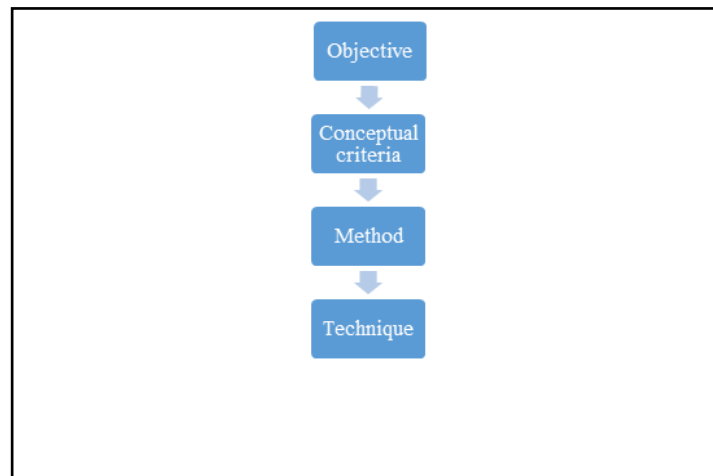 Objective
Conceptual
criteria
Method
Technique